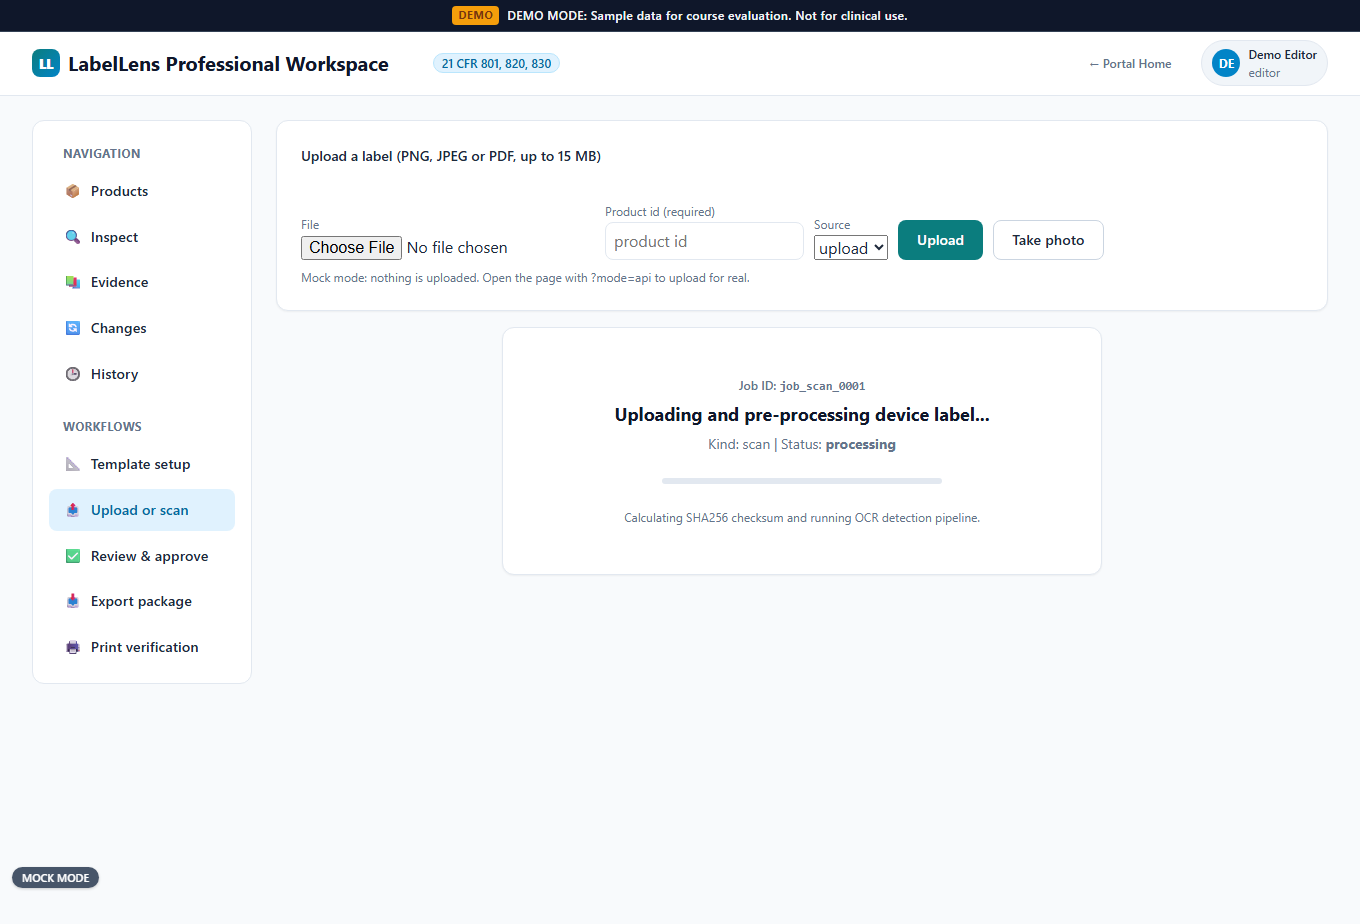 DEMO DEMO MODE: Sample data for course evaluation. Not for clinical use.
LL LabelLens Professional Workspace
21 CFR 801, 820, 830
← Portal Home
DE Demo Editor
editor
NAVIGATION
Products
Inspect
Evidence
Changes
History
WORKFLOWS
Template setup
Upload or scan
Review & approve
Export package
Print verification
Upload a label (PNG, JPEG or PDF, up to 15 MB)
File
Choose File No file chosen
Product id (required)
product id
Source
upload
Upload
Take photo
Mock mode: nothing is uploaded. Open the page with ?mode=api to upload for real.
Job ID: job_scan_0001
Uploading and pre-processing device label...
Kind: scan | Status: processing
Calculating SHA256 checksum and running OCR detection pipeline.
MOCK MODE